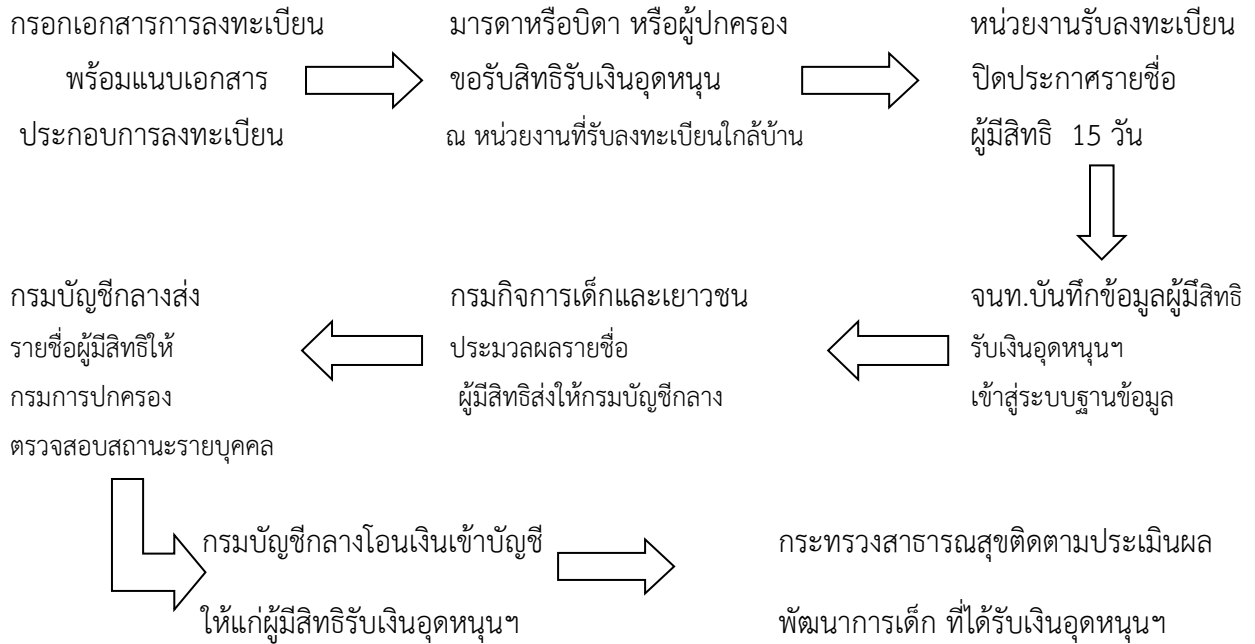 กรอกเอกสารการลงทะเบียน
พร้อมแนบเอกสาร
ประกอบการลงทะเบียน
มารดาหรือบิดา หรือผู้ปกครอง
ขอรับสิทธิรับเงินอุดหนุน
ณ หน่วยงานที่รับลงทะเบียนใกล้บ้าน
หน่วยงานรับลงทะเบียน
ปิดประกาศรายชื่อ
ผู้มีสิทธิ 15 วัน
จนท.บันทึกข้อมูลผู้มีสิทธิ
รับเงินอุดหนุนฯ
เข้าสู่ระบบฐานข้อมูล
กรมกิจการเด็กและเยาวชน
ประมวลผลรายชื่อ
ผู้มีสิทธิส่งให้กรมบัญชีกลาง
กรมบัญชีกลางส่ง
รายชื่อผู้มีสิทธิให้
กรมการปกครอง
ตรวจสอบสถานะรายบุคคล
กรมบัญชีกลางโอนเงินเข้าบัญชี
ให้แก่ผู้มีสิทธิรับเงินอุดหนุนฯ
กระทรวงสาธารณสุขติดตามประเมินผล
พัฒนาการเด็ก ที่ได้รับเงินอุดหนุนฯ